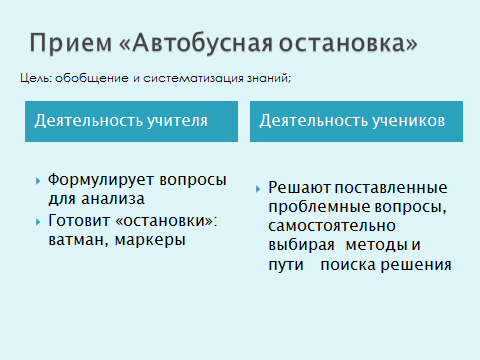 Прием «Автобусная остановка»
Цель: обобщение и систематизация знаний;
Деятельность учителя
Деятельность учеников
Формулирует вопросы
для анализа
Готовит «остановки»:
ватман, маркеры
Решают поставленные
проблемные вопросы,
самостоятельно
выбирая методы и
пути поиска решения